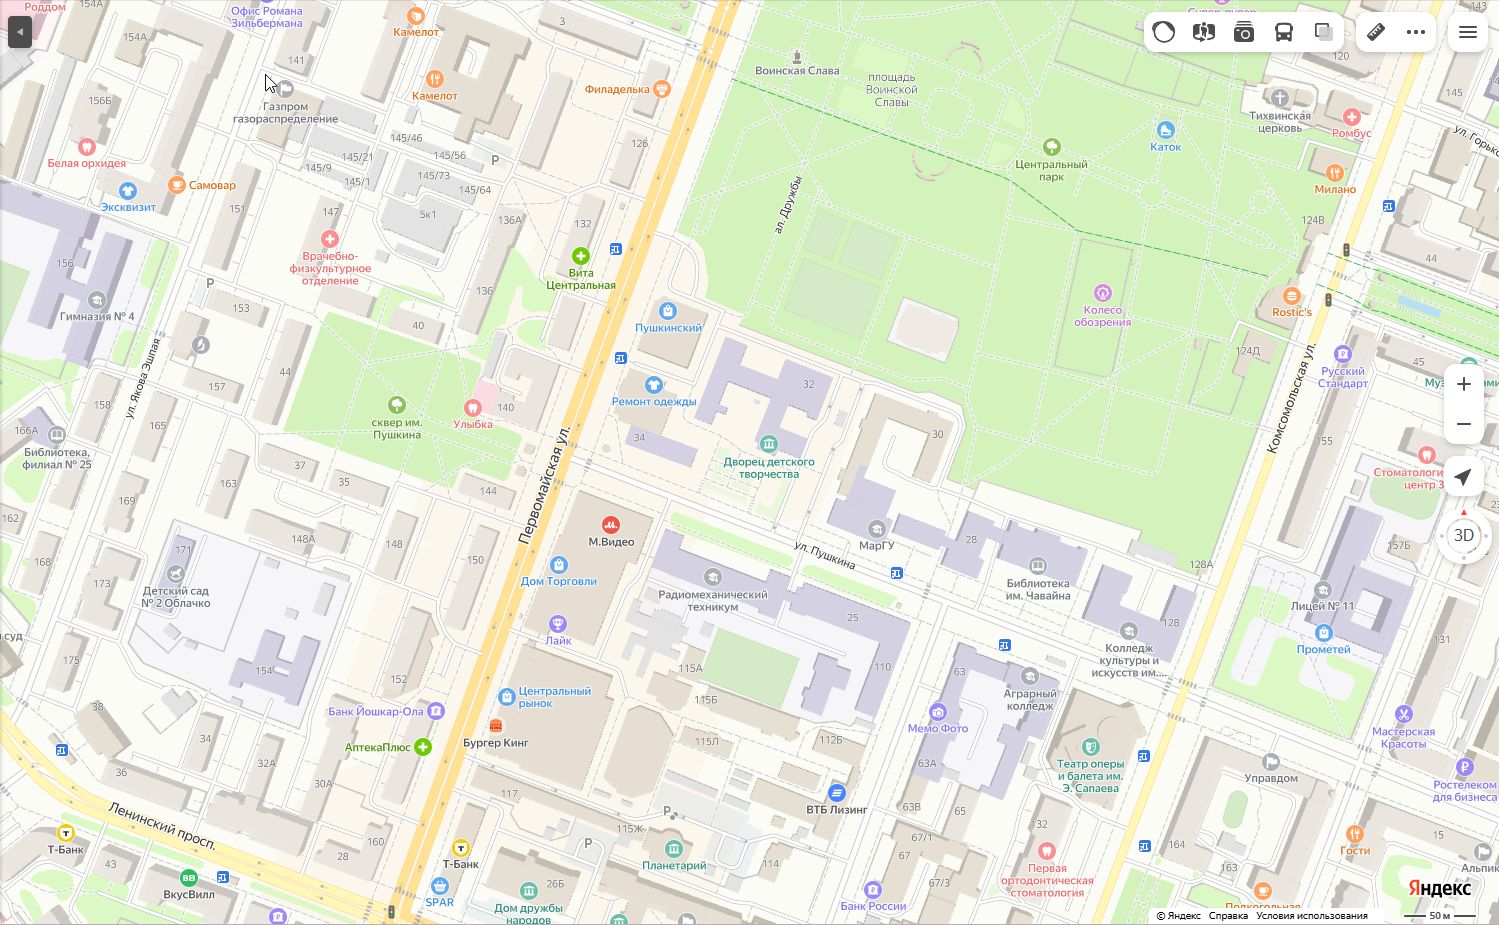 Роддом
Офис Романа
Зильбермана
Камелот
3
Супер-пупер
143
154А
154А
141
Камелот
Филаделька
Воинская Слава
площадь
Воинской
Славы
120
145
156Б
Газпром
газораспределение
145/46
126
Тихвинская
церковь
Ромбус
ул. Горько
Белая орхидея
145/9
145/21
145/56
P
Каток
Центральный
парк
145/1
145/73
145/64
Самовар
Милано
Эксквизит
151
147
5к1
136А
132
ал. Дружбы
124В
156
Врачебно-
физкультурное
отделение
Вита
Центральная
44
P
136
153
Гимназия № 4
40
Пушкинский
Колесо
обозрения
Rostic's
ул. Якова Эшпая
157
44
124Д
Русский
Стандарт
45
158
32
Ремонт одежды
сквер им.
Пушкина
Улыбка
140
Комсомольская ул.
166А
165
34
30
155
Библиотека,
филиал № 25
Первомайская ул.
Дворец детского
творчества
Стоматологи
центр 3
37
35
163
144
169
162
148А
М.Видео
МарГУ
28
ул. Пушкина
3D
157Б
171
148
150
Дом Торговли
128А
173
Детский сад
№ 2 Облачко
Радиомеханический
техникум
Библиотека
им. Чавайна
Лицей № 11
25
128
а суд
Лайк
131
Колледж
культуры и
искусств им....
Прометей
175
154
152
115А
110
63
Аграрный
колледж
Центральный
рынок
115Б
38
Банк Йошкар-Ола
Мемо Фото
Мастерская
Красоты
34
АптекаПлюс
Бургер Кинг
115Л
112Б
63А
Театр оперы
и балета им.
Э. Сапаева
36
32А
30А
Управдом
Ростелеком
для бизнеса
117
ВТБ Лизинг
63В
65
P
Ленинский просп.
115Ж
132
15
Т-Банк
160
P
67/1
164
Гости
28
43
Т-Банк
Планетарий
114
163
Альпик
ВкусВилл
SPAR
26Б
Дом дружбы
народов
Банк России
67/3
Первая
ортодонтическая
стоматология
Подкогольная
Яндекс
© Яндекс Справка Условия использования
50 м